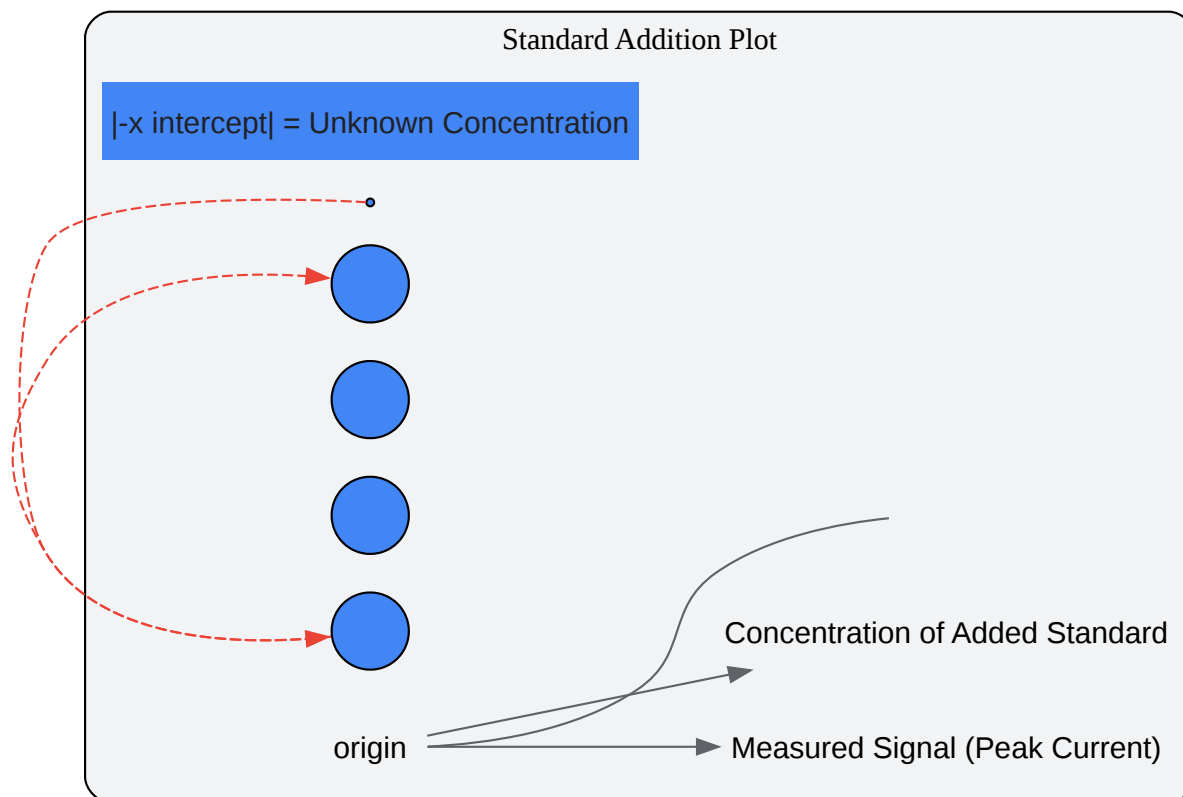 Standard Addition Plot
|-x intercept| = Unknown Concentration
Concentration of Added Standard
origin
Measured Signal (Peak Current)